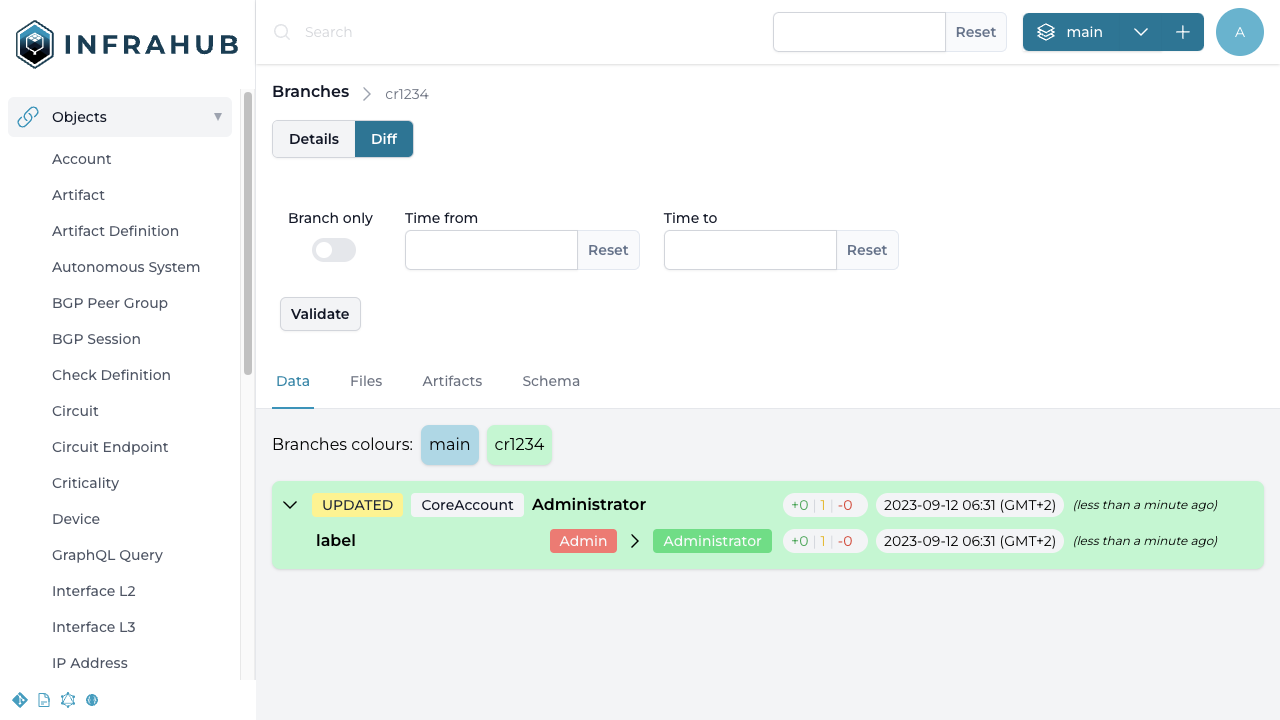 INFRAHUB
Search
Reset
main
A
Objects
Account
Artifact
Artifact Definition
Autonomous System
BGP Peer Group
BGP Session
Check Definition
Circuit
Circuit Endpoint
Criticality
Device
GraphQL Query
Interface L2
Interface L3
IP Address
Branches > cr1234
Details Diff
Branch only Time from Time to
Reset Reset
Validate
Data Files Artifacts Schema
Branches colours: main cr1234
UPDATED CoreAccount Administrator +0 | 1 | -0 2023-09-12 06:31 (GMT+2) (less than a minute ago)
label Admin > Administrator +0 | 1 | -0 2023-09-12 06:31 (GMT+2) (less than a minute ago)